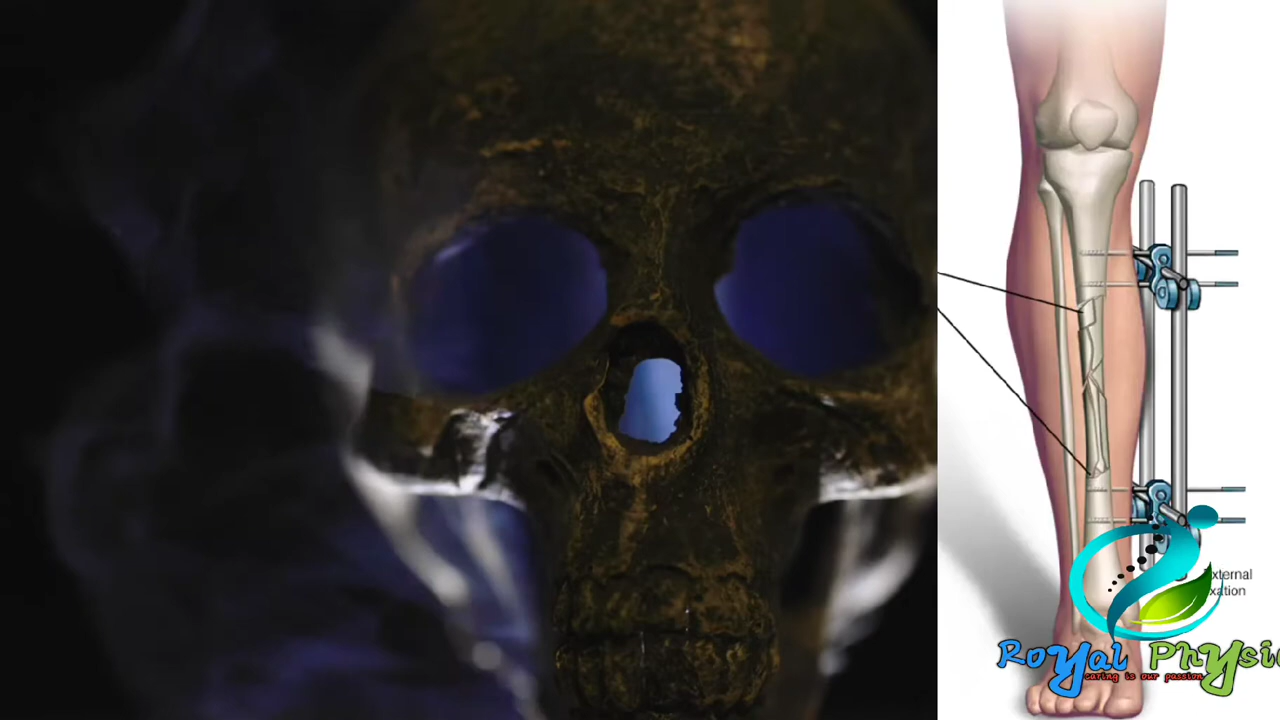 xternal
xation
Royal Physi
caring is our passion